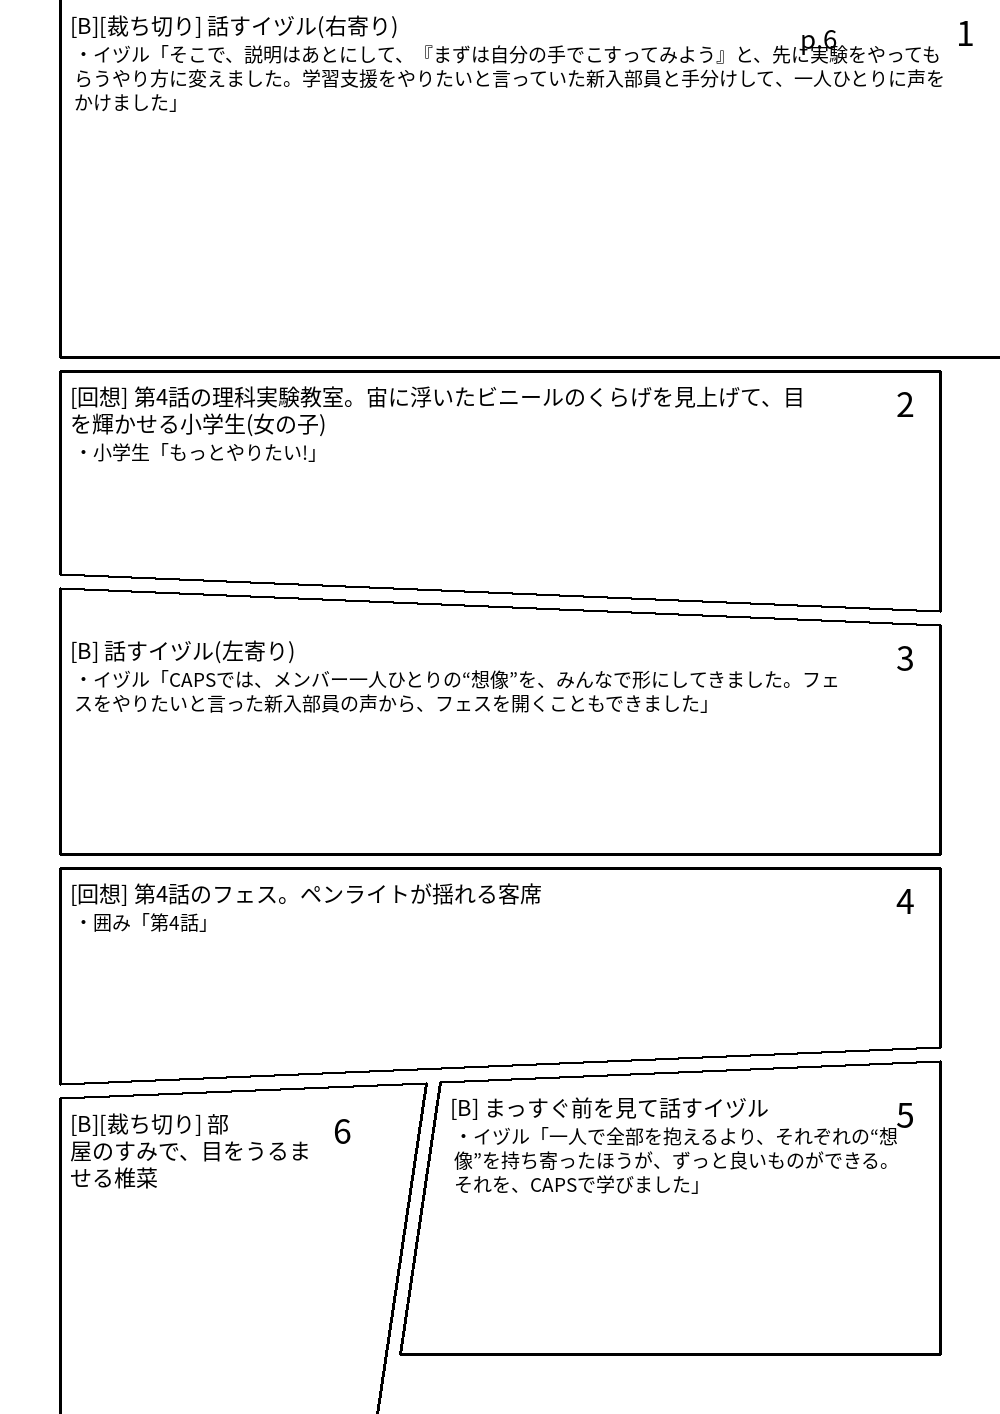 p.6
1
[B][裁ち切り] 話すイヅル(右寄り)
・イヅル「そこで、説明はあとにして、『まずは自分の手でこすってみよう』と、先に実験をやっても
らうやり方に変えました。学習支援をやりたいと言っていた新入部員と手分けして、一人ひとりに声を
かけました」
2
[回想] 第4話の理科実験教室。宙に浮いたビニールのくらげを見上げて、目
を輝かせる小学生(女の子)
・小学生「もっとやりたい!」
3
[B] 話すイヅル(左寄り)
・イヅル「CAPSでは、メンバー一人ひとりの“想像”を、みんなで形にしてきました。フェ
スをやりたいと言った新入部員の声から、フェスを開くこともできました」
4
[回想] 第4話のフェス。ペンライトが揺れる客席
・囲み「第4話」
5
[B] まっすぐ前を見て話すイヅル
・イヅル「一人で全部を抱えるより、それぞれの“想
像”を持ち寄ったほうが、ずっと良いものができる。
それを、CAPSで学びました」
6
[B][裁ち切り] 部
屋のすみで、目をうるま
せる椎菜